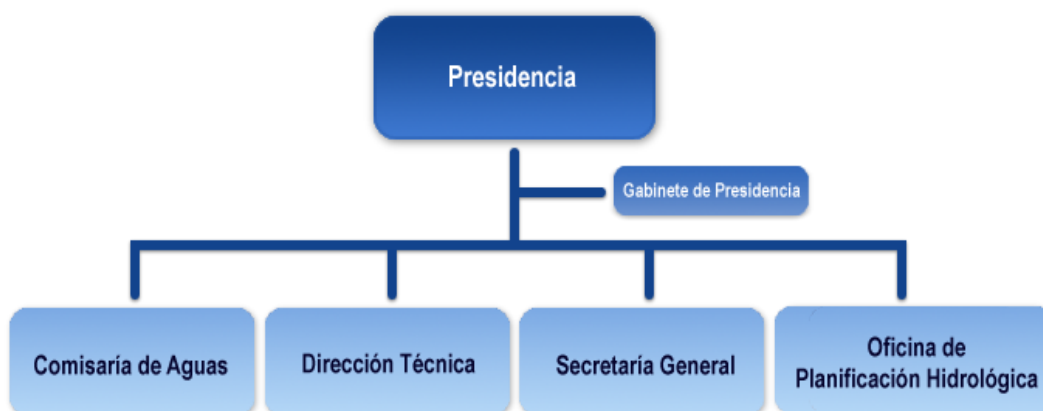 Presidencia
Gabinete de Presidencia
Comisaría de Aguas
Dirección Técnica
Secretaría General
Oficina de
Planificación Hidrológica